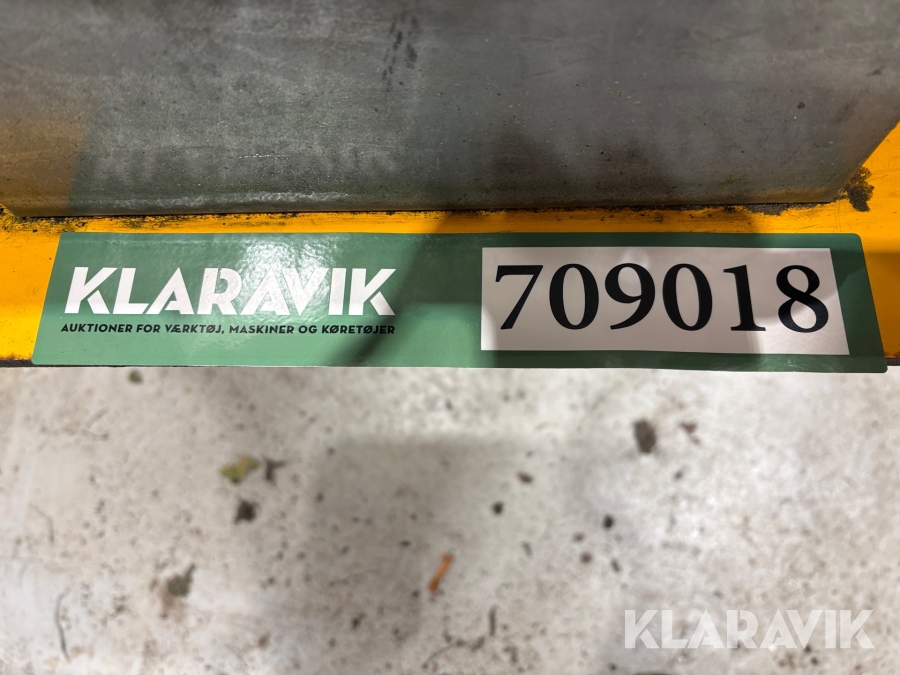 KLARAVIK
AUKTIONER FOR VÆRKTØJ, MASKINER OG KØRETØJER
709018
KLARAVIK